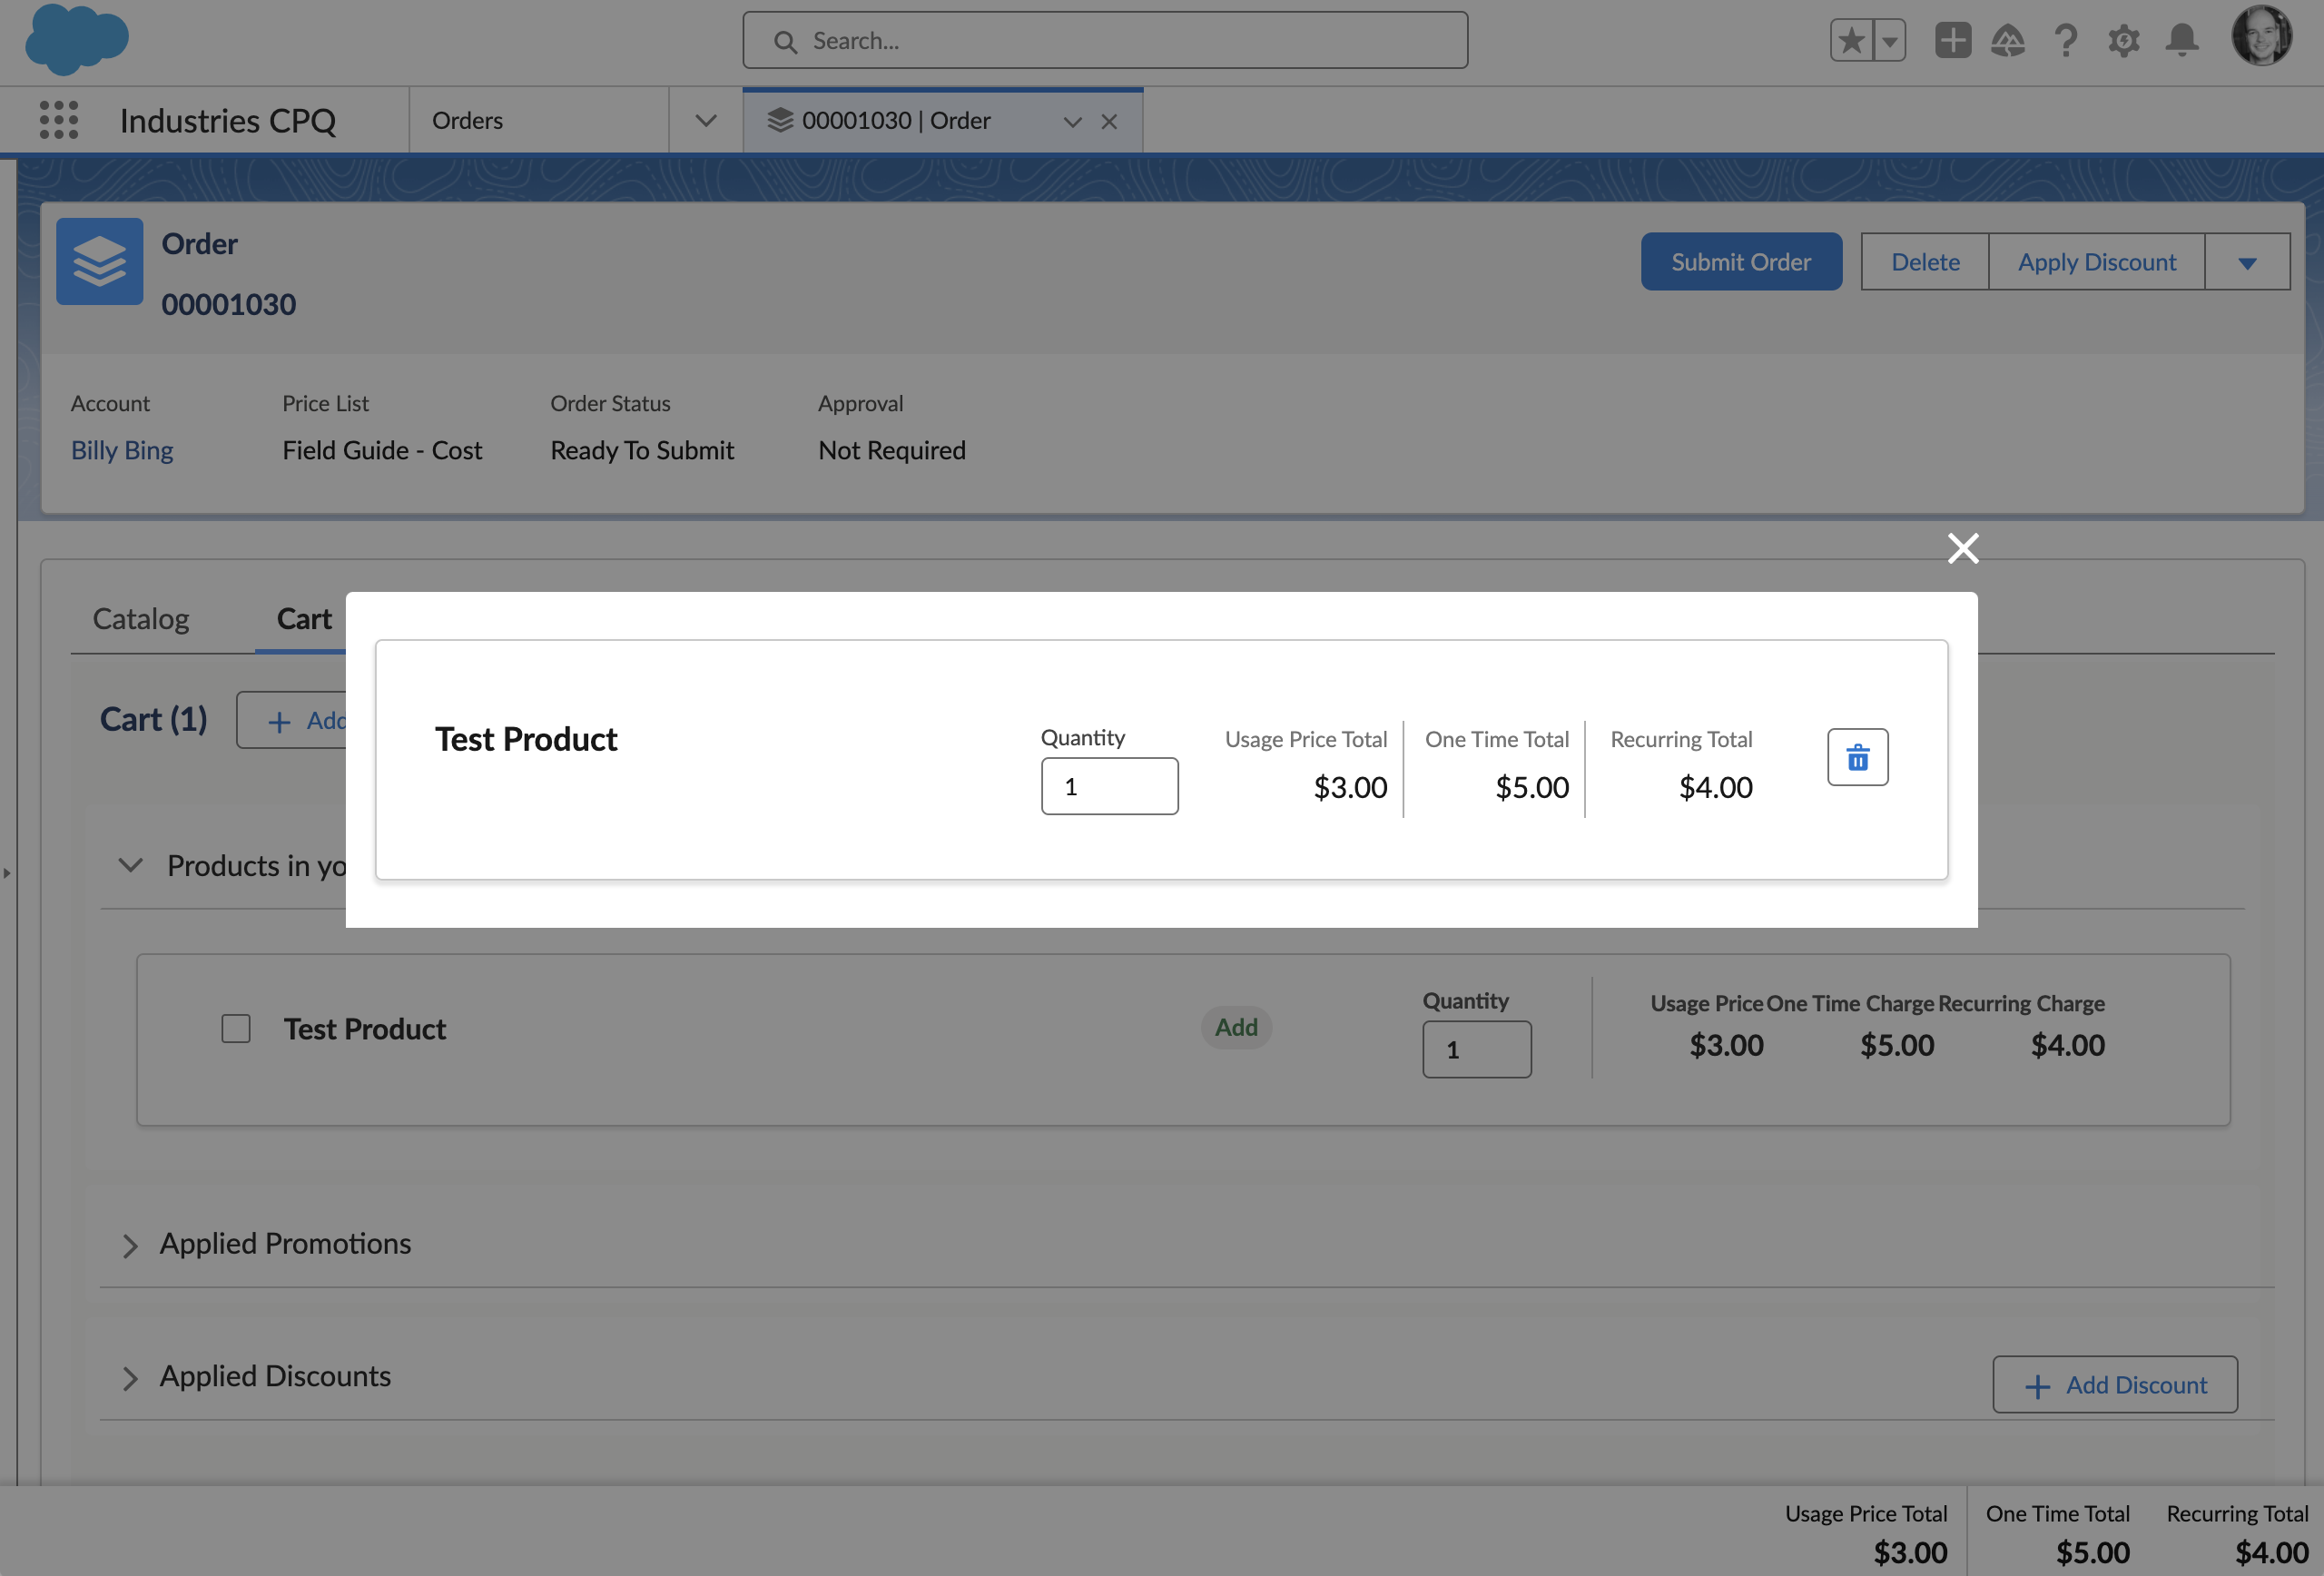 Search...
Industries CPQ
Orders
00001030 | Order
Order
00001030
Submit Order
Delete
Apply Discount
Account
Price List
Order Status
Approval
Billy Bing
Field Guide - Cost
Ready To Submit
Not Required
Catalog
Cart
Cart (1)
Add
Test Product
Quantity
1
Usage Price Total
$3.00
One Time Total
$5.00
Recurring Total
$4.00
Products in yo
Test Product
Add
Quantity
1
Usage Price One Time Charge Recurring Charge
$3.00 $5.00 $4.00
Applied Promotions
Applied Discounts
Add Discount
Usage Price Total
$3.00
One Time Total
$5.00
Recurring Total
$4.00